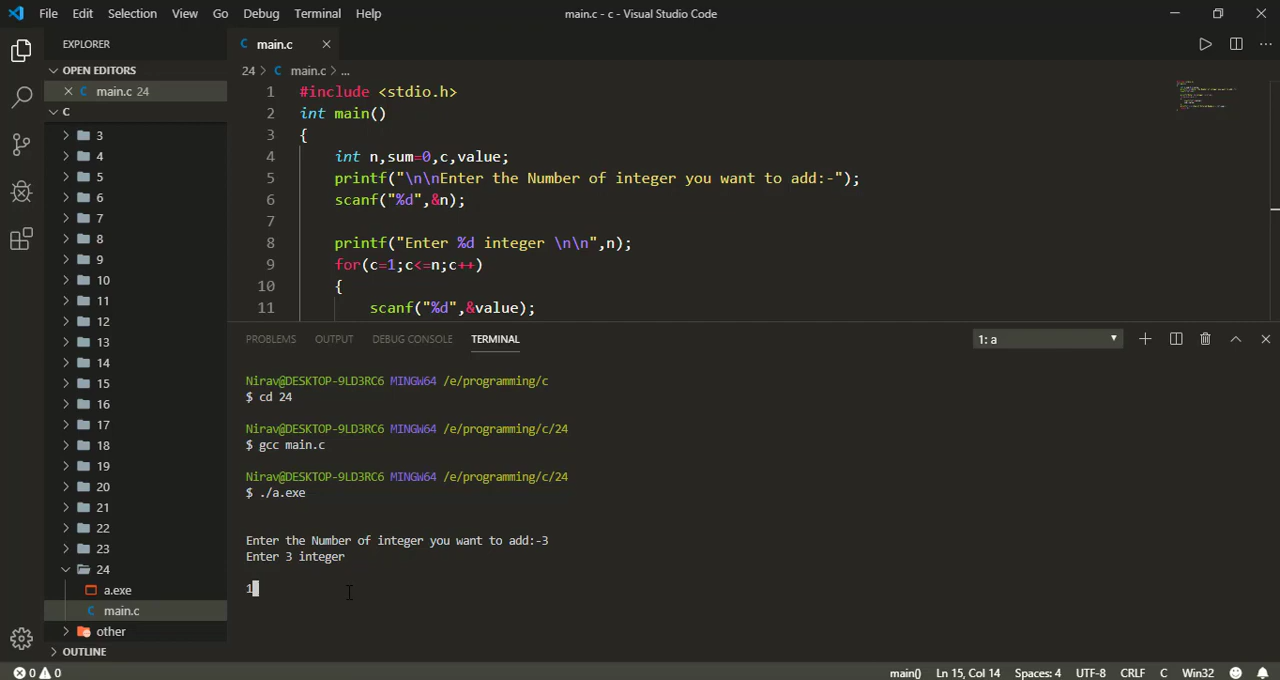 File Edit Selection View Go Debug Terminal Help
main.c - c - Visual Studio Code
EXPLORER
OPEN EDITORS
main.c 24
C
3
4
5
6
7
8
9
10
11
12
13
14
15
16
17
18
19
20
21
22
23
24
a.exe
main.c
other
OUTLINE
main.c
24 > C main.c > ...
1 #include <stdio.h>
2 int main()
3 {
4 int n,sum=0,c,value;
5 printf("\n\nEnter the Number of integer you want to add:-");
6 scanf("%d",&n);
7
8 printf("Enter %d integer \n\n",n);
9 for(c=1;c<=n;c++)
10 {
11 scanf("%d",&value);
PROBLEMS OUTPUT DEBUG CONSOLE TERMINAL
1: a
Nirav@DESKTOP-9LD3RC6 MINGW64 /e/programming/c
$ cd 24
Nirav@DESKTOP-9LD3RC6 MINGW64 /e/programming/c/24
$ gcc main.c
Nirav@DESKTOP-9LD3RC6 MINGW64 /e/programming/c/24
$ ./a.exe
Enter the Number of integer you want to add:-3
Enter 3 integer
1
0 0
main() Ln 15, Col 14 Spaces: 4 UTF-8 CRLF C Win32